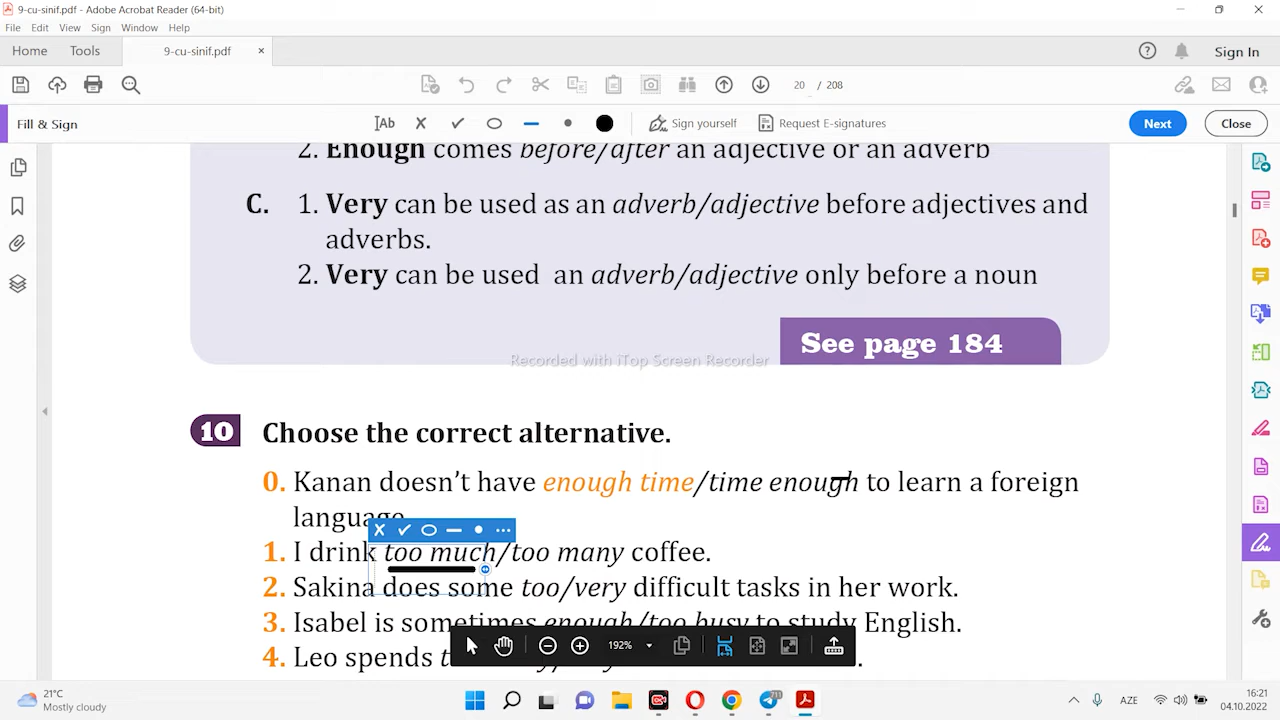 9-cu-sinif.pdf - Adobe Acrobat Reader (64-bit)
File Edit View Sign Window Help
Home Tools 9-cu-sinif.pdf × Sign In
20 / 208
Fill & Sign
Ab Sign yourself Request E-signatures Next Close
2. Enough comes before/after an adjective or an adverb
C. 1. Very can be used as an adverb/adjective before adjectives and
adverbs.
2. Very can be used an adverb/adjective only before a noun
See page 184
Recorded with iTop Screen Recorder
10 Choose the correct alternative.
0. Kanan doesn't have enough time/time enough to learn a foreign
language
1. I drink too much/too many coffee.
2. Sakina does some too/very difficult tasks in her work.
3. Isabel is sometimes enough/too busy to study English.
192%
4. Leo spends
21°C
Mostly cloudy
711
AZE
16:21
04.10.2022